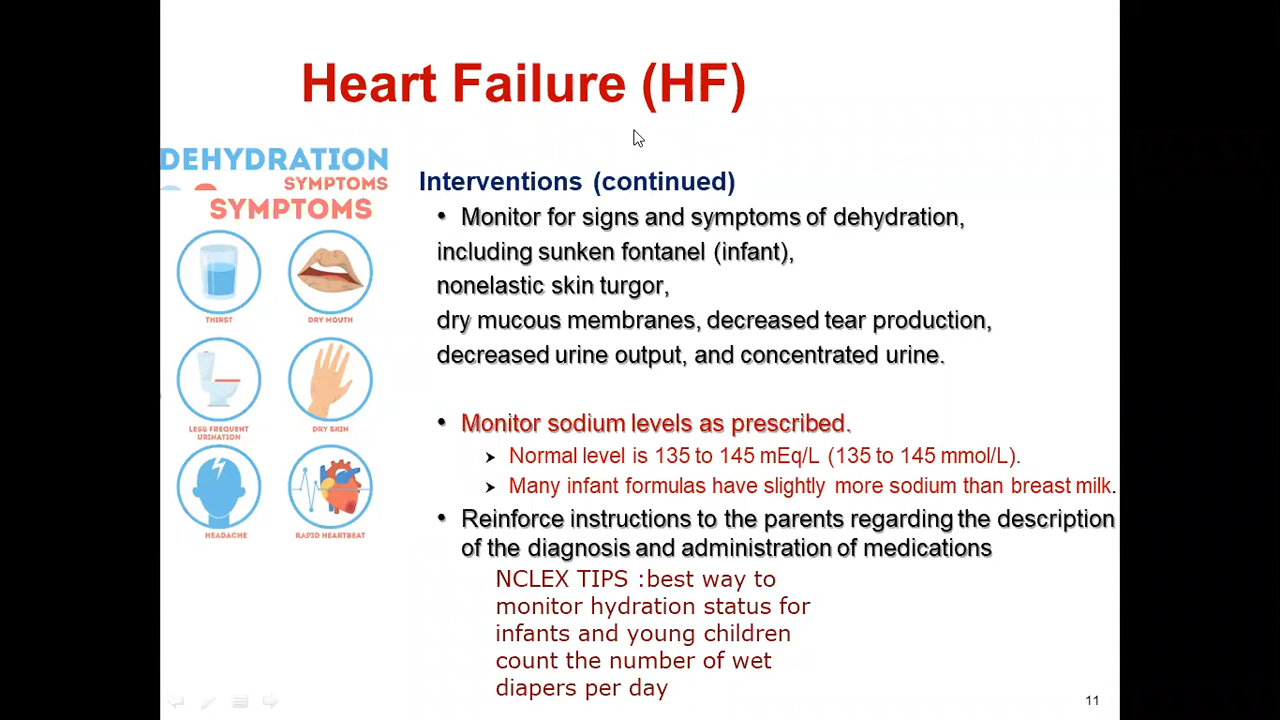 Heart Failure (HF)
DEHYDRATION
SYMPTOMS
SYMPTOMS
THIRST
DRY MOUTH
LESS FREQUENT
URINATION
DRY SKIN
HEADACHE
RAPID HEARTBEAT
Interventions (continued)
• Monitor for signs and symptoms of dehydration,
including sunken fontanel (infant),
nonelastic skin turgor,
dry mucous membranes, decreased tear production,
decreased urine output, and concentrated urine.
• Monitor sodium levels as prescribed.
➢ Normal level is 135 to 145 mEq/L (135 to 145 mmol/L).
➢ Many infant formulas have slightly more sodium than breast milk.
• Reinforce instructions to the parents regarding the description
of the diagnosis and administration of medications
NCLEX TIPS :best way to
monitor hydration status for
infants and young children
count the number of wet
diapers per day
11